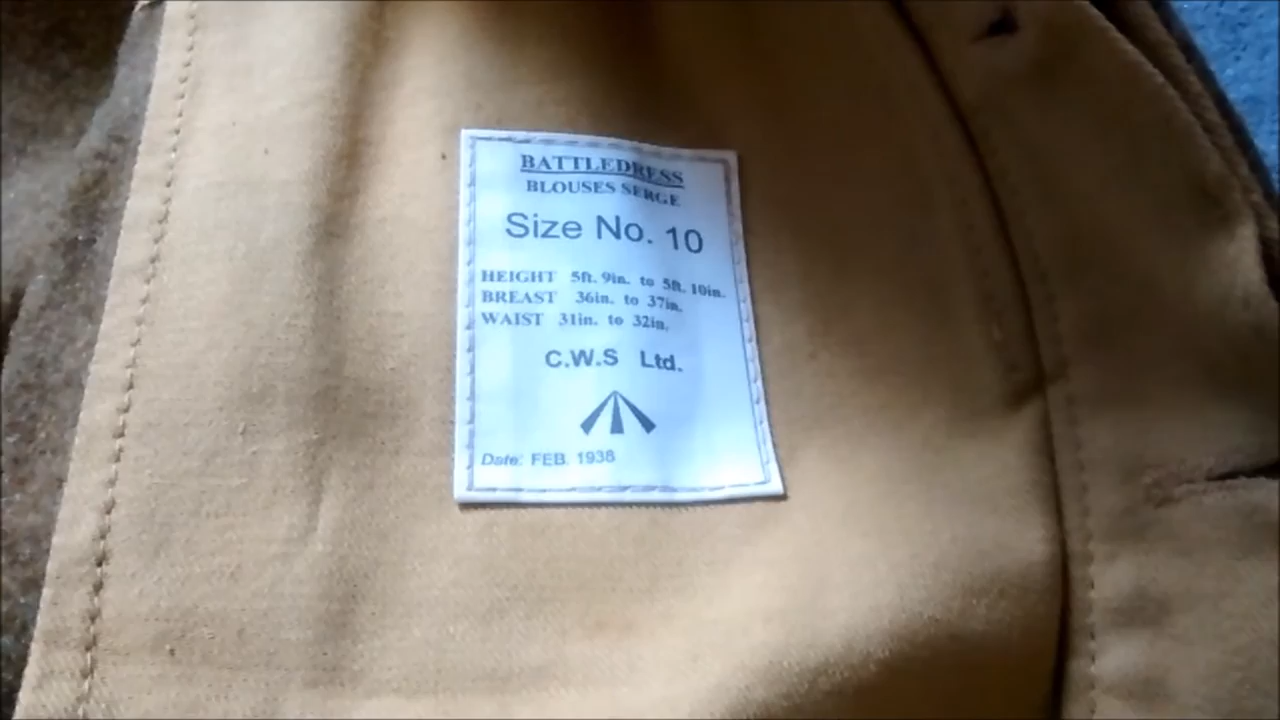 BATTLEDRESS
BLOUSES SERGE
Size No. 10
HEIGHT 5ft. 9in. to 5ft. 10in.
BREAST 36in. to 37in.
WAIST 31in. to 32in.
C.W.S Ltd.
Date: FEB. 1938